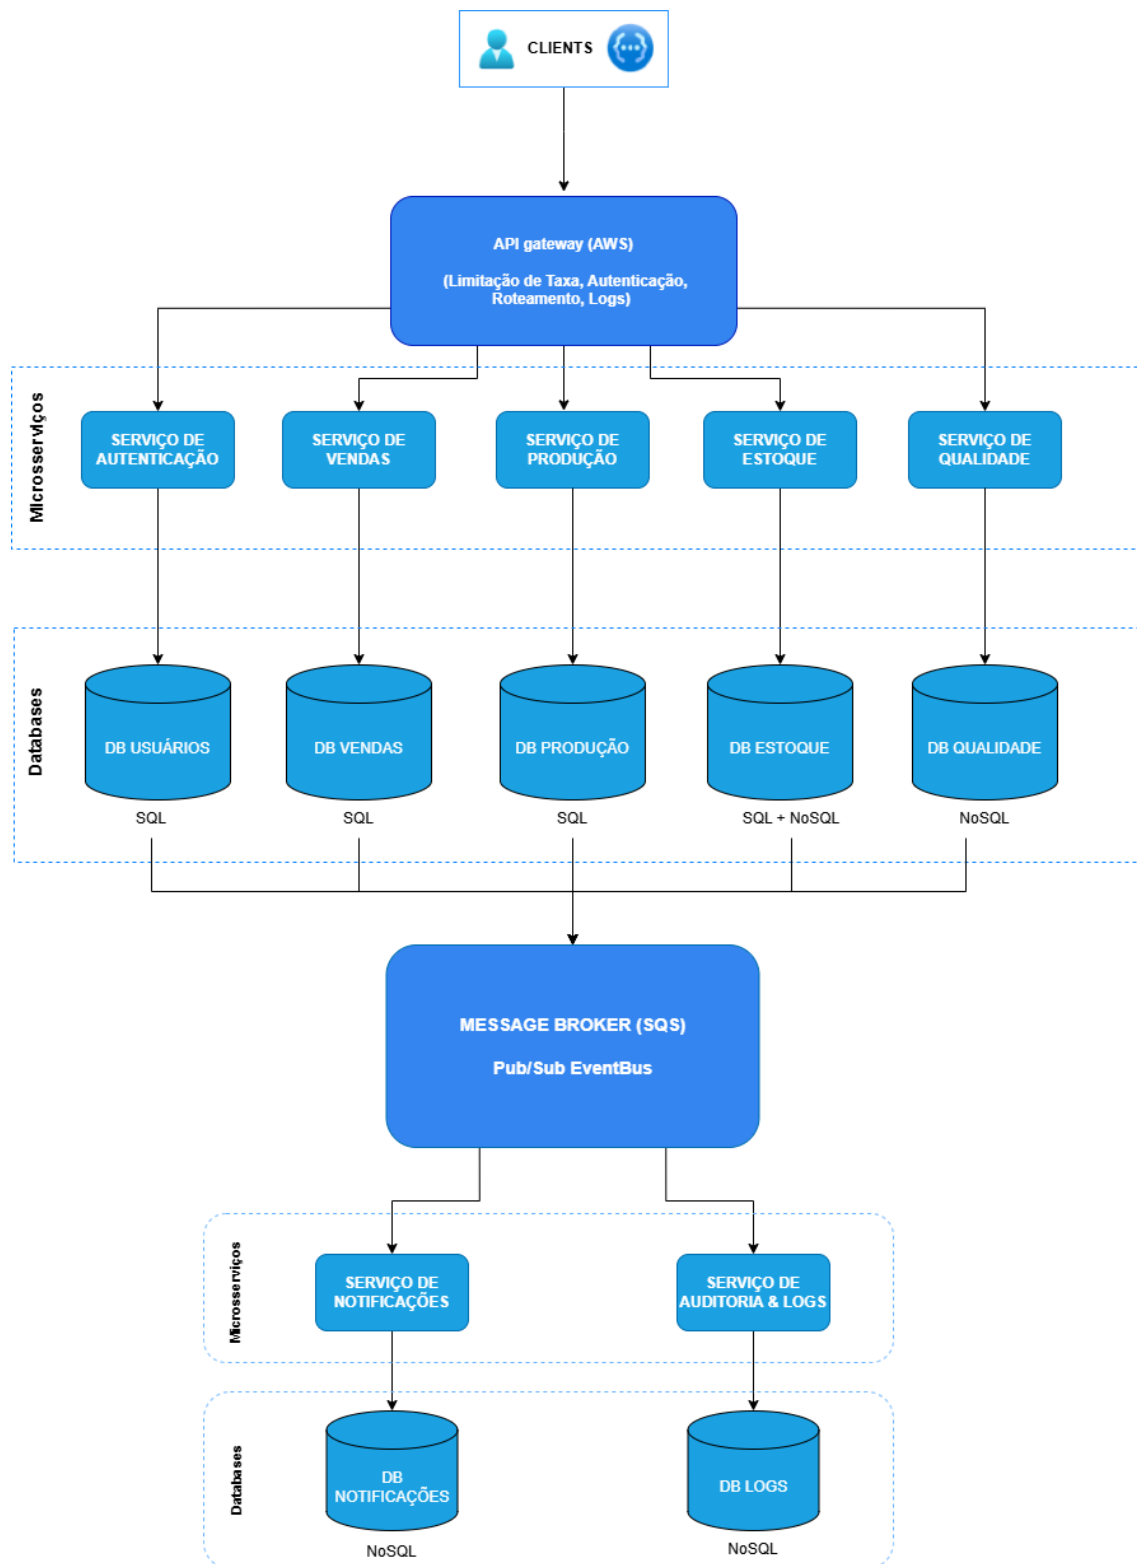 CLIENTS
API gateway (AWS)
(Limitação de Taxa, Autenticação,
Roteamento, Logs)
Microsserviços
SERVIÇO DE
AUTENTICAÇÃO
SERVIÇO DE
VENDAS
SERVIÇO DE
PRODUÇÃO
SERVIÇO DE
ESTOQUE
SERVIÇO DE
QUALIDADE
Databases
DB USUÁRIOS
DB VENDAS
DB PRODUÇÃO
DB ESTOQUE
DB QUALIDADE
SQL
SQL
SQL
SQL + NoSQL
NoSQL
MESSAGE BROKER (SQS)
Pub/Sub EventBus
Microsserviços
SERVIÇO DE
NOTIFICAÇÕES
SERVIÇO DE
AUDITORIA & LOGS
Databases
DB
NOTIFICAÇÕES
DB LOGS
NoSQL
NoSQL